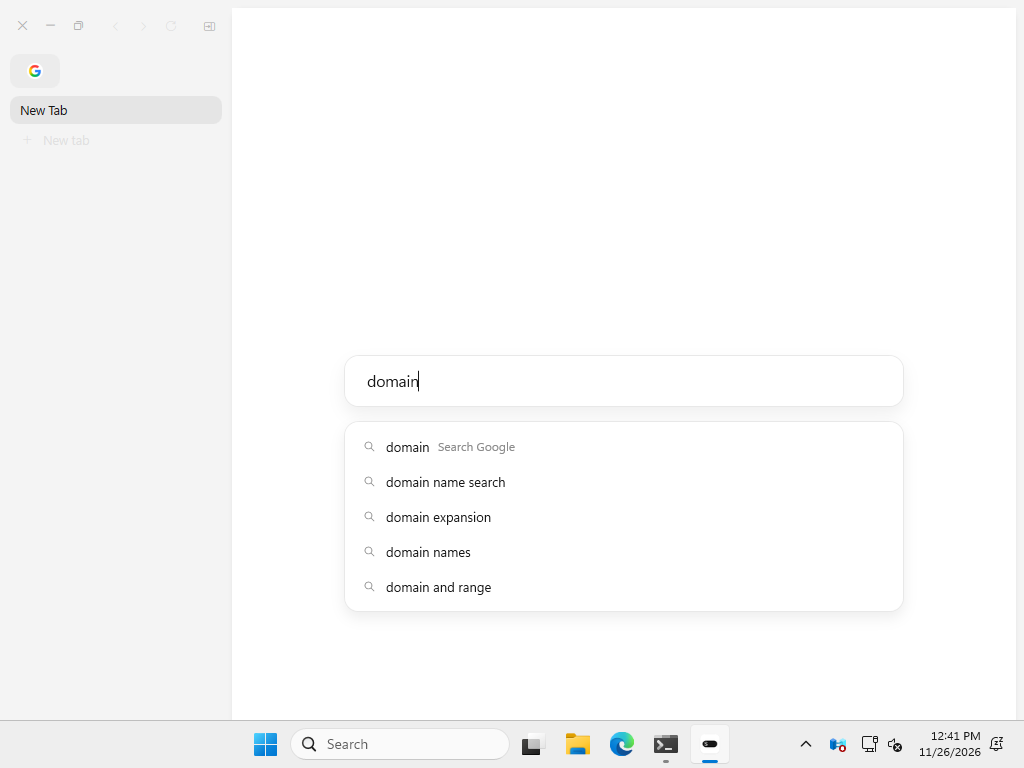 New Tab
New tab
domain
domain Search Google
domain name search
domain expansion
domain names
domain and range
Search
12:41 PM
11/26/2026